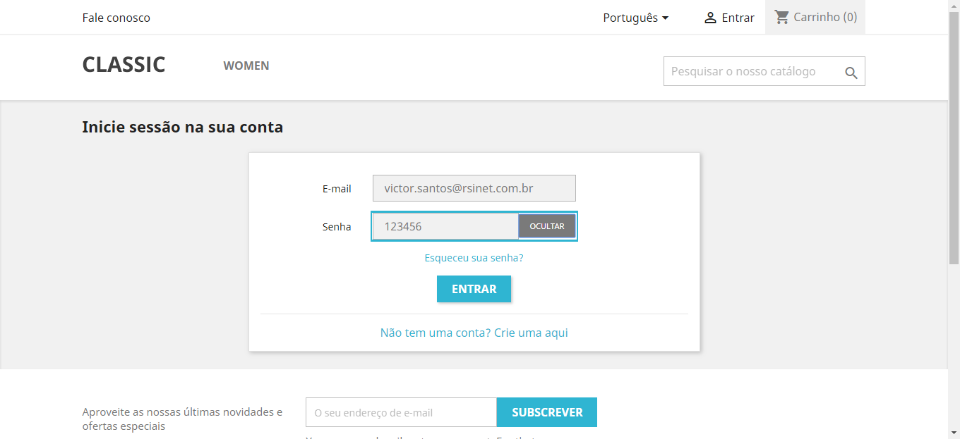 Fale conosco
Português
Entrar
Carrinho (0)
CLASSIC
WOMEN
Pesquisar o nosso catálogo
Inicie sessão na sua conta
E-mail
victor.santos@rsinet.com.br
Senha
123456
OCULTAR
Esqueceu sua senha?
ENTRAR
Não tem uma conta? Crie uma aqui
Aproveite as nossas últimas novidades e
ofertas especiais
O seu endereço de e-mail
SUBSCREVER